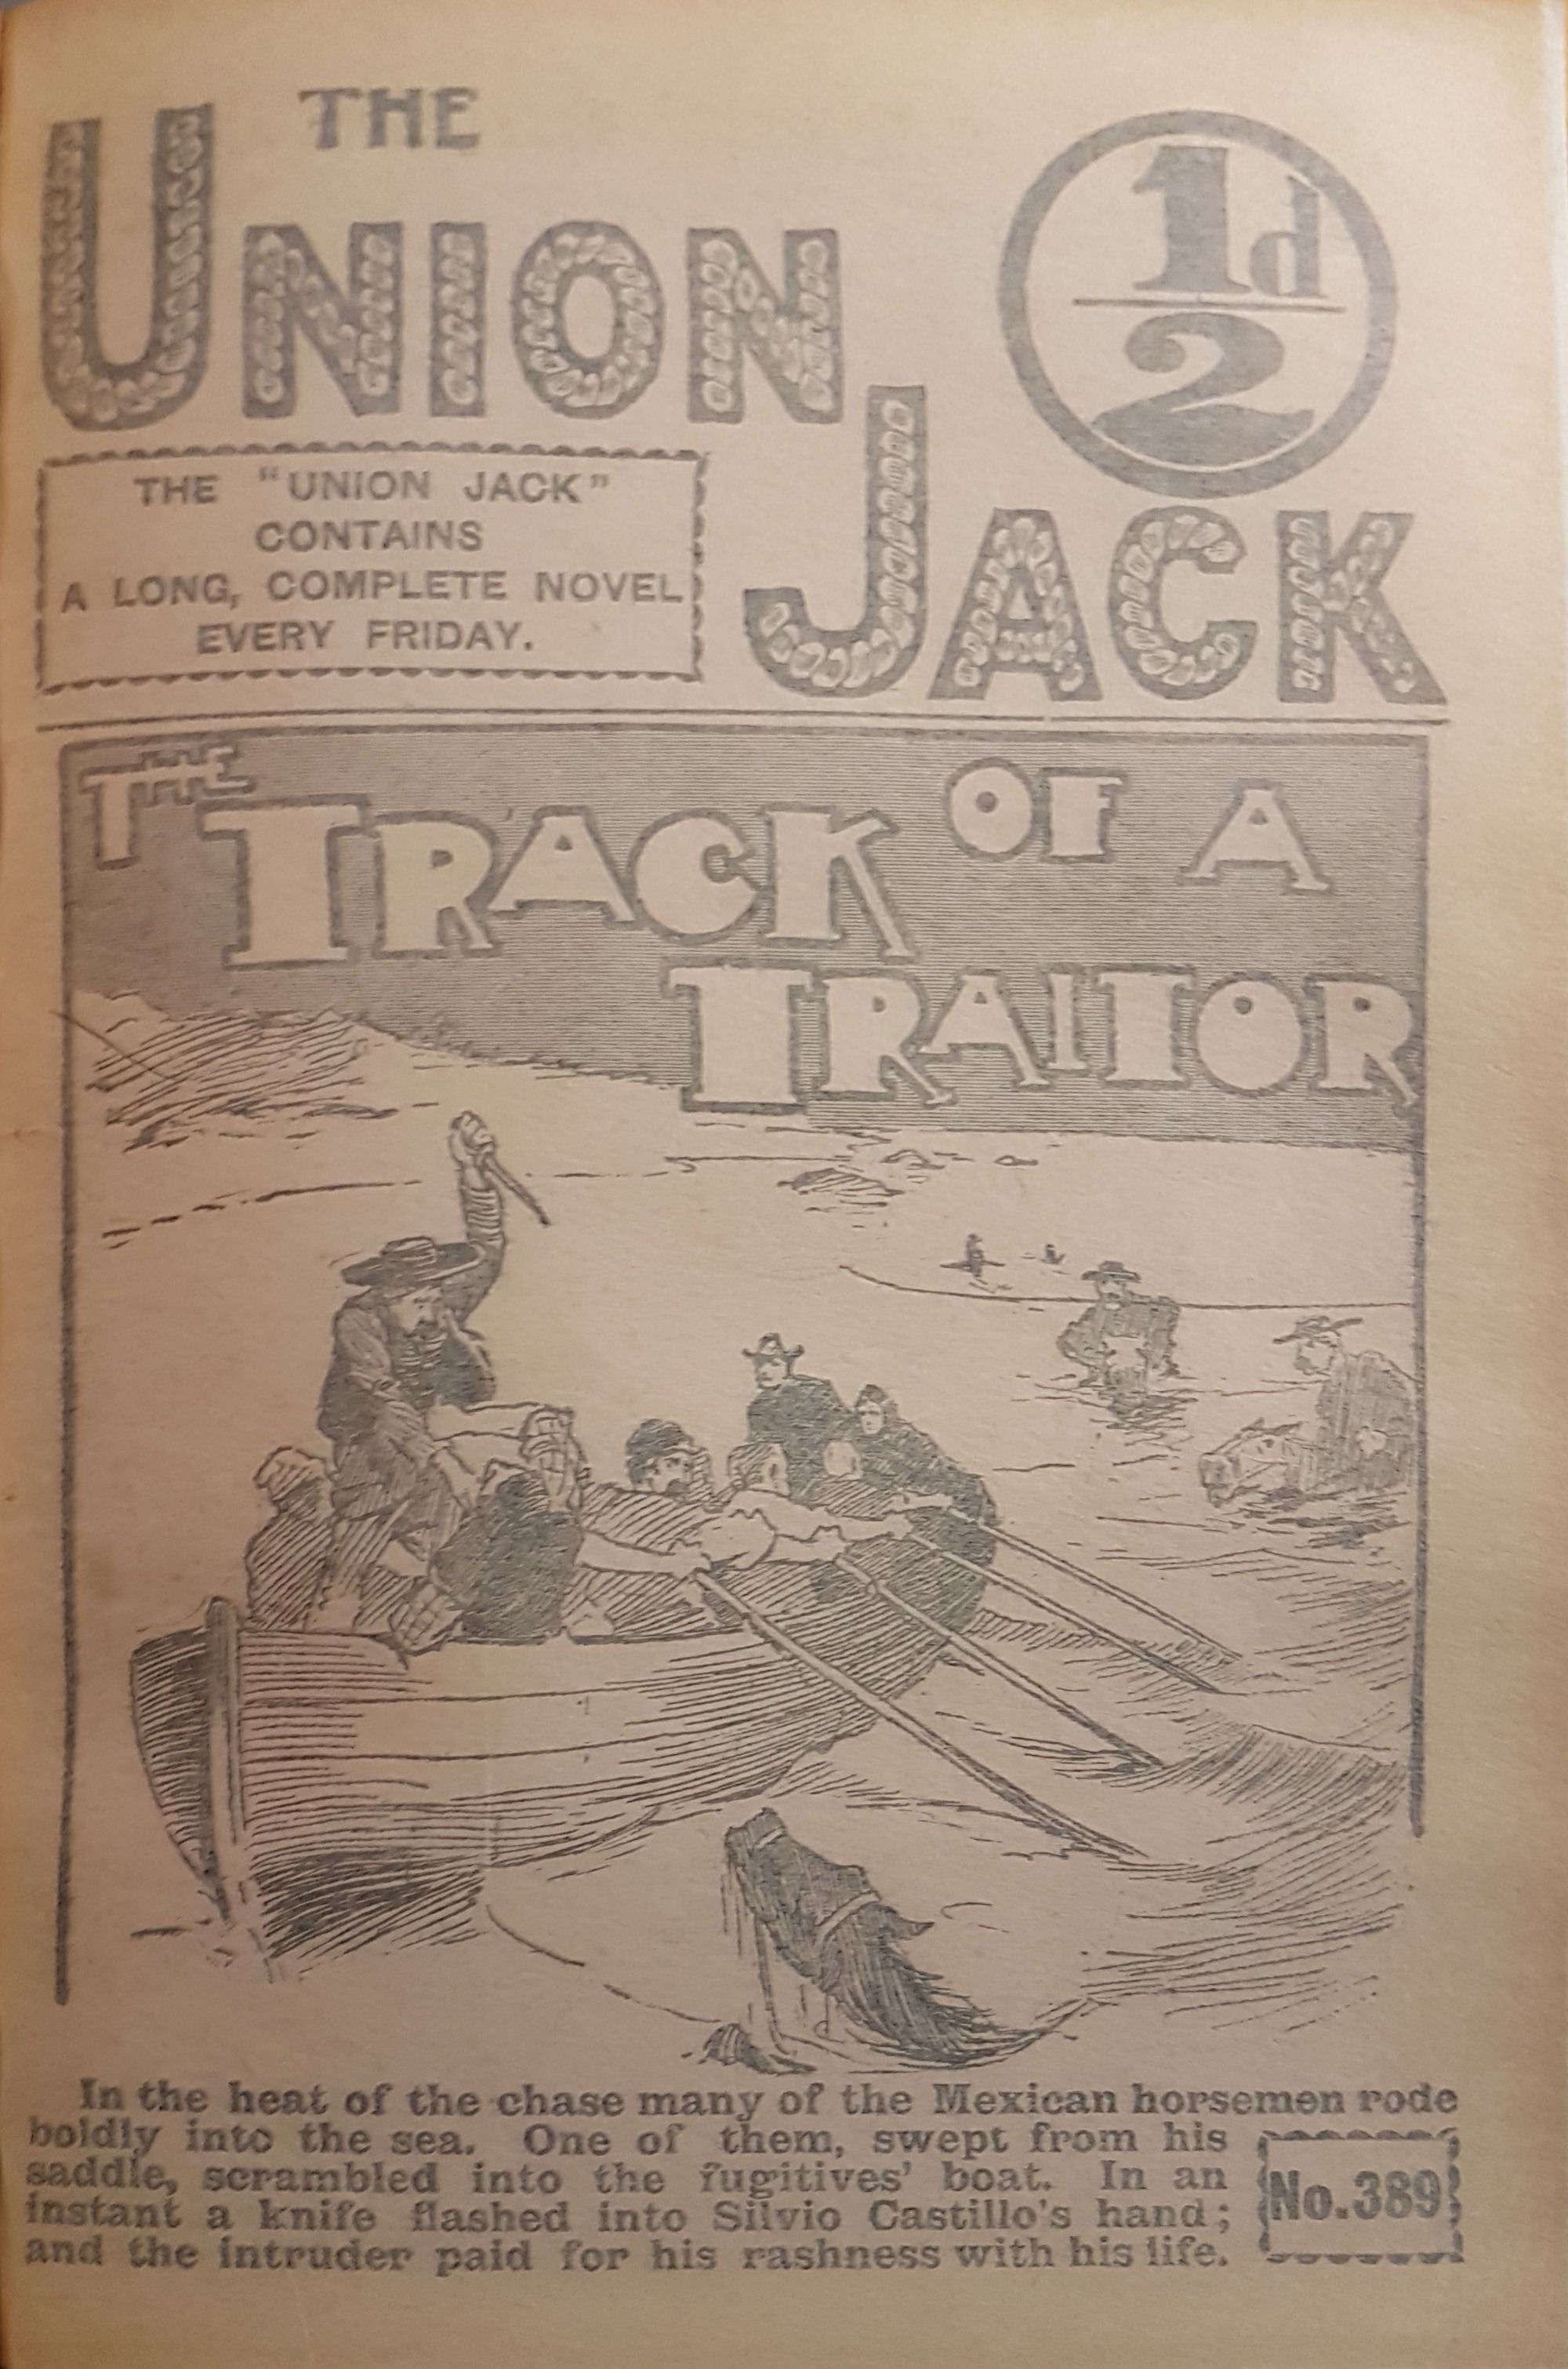 THE
UNION
JACK
1d
2
THE "UNION JACK"
CONTAINS
A LONG, COMPLETE NOVEL
EVERY FRIDAY.
THE
TRACK OF A
TRAITOR
In the heat of the chase many of the Mexican horsemen rode
boldly into the sea. One of them, swept from his
saddle, scrambled into the fugitives' boat. In an
instant a knife flashed into Silvio Castillo's hand;
and the intruder paid for his rashness with his life.
No. 389